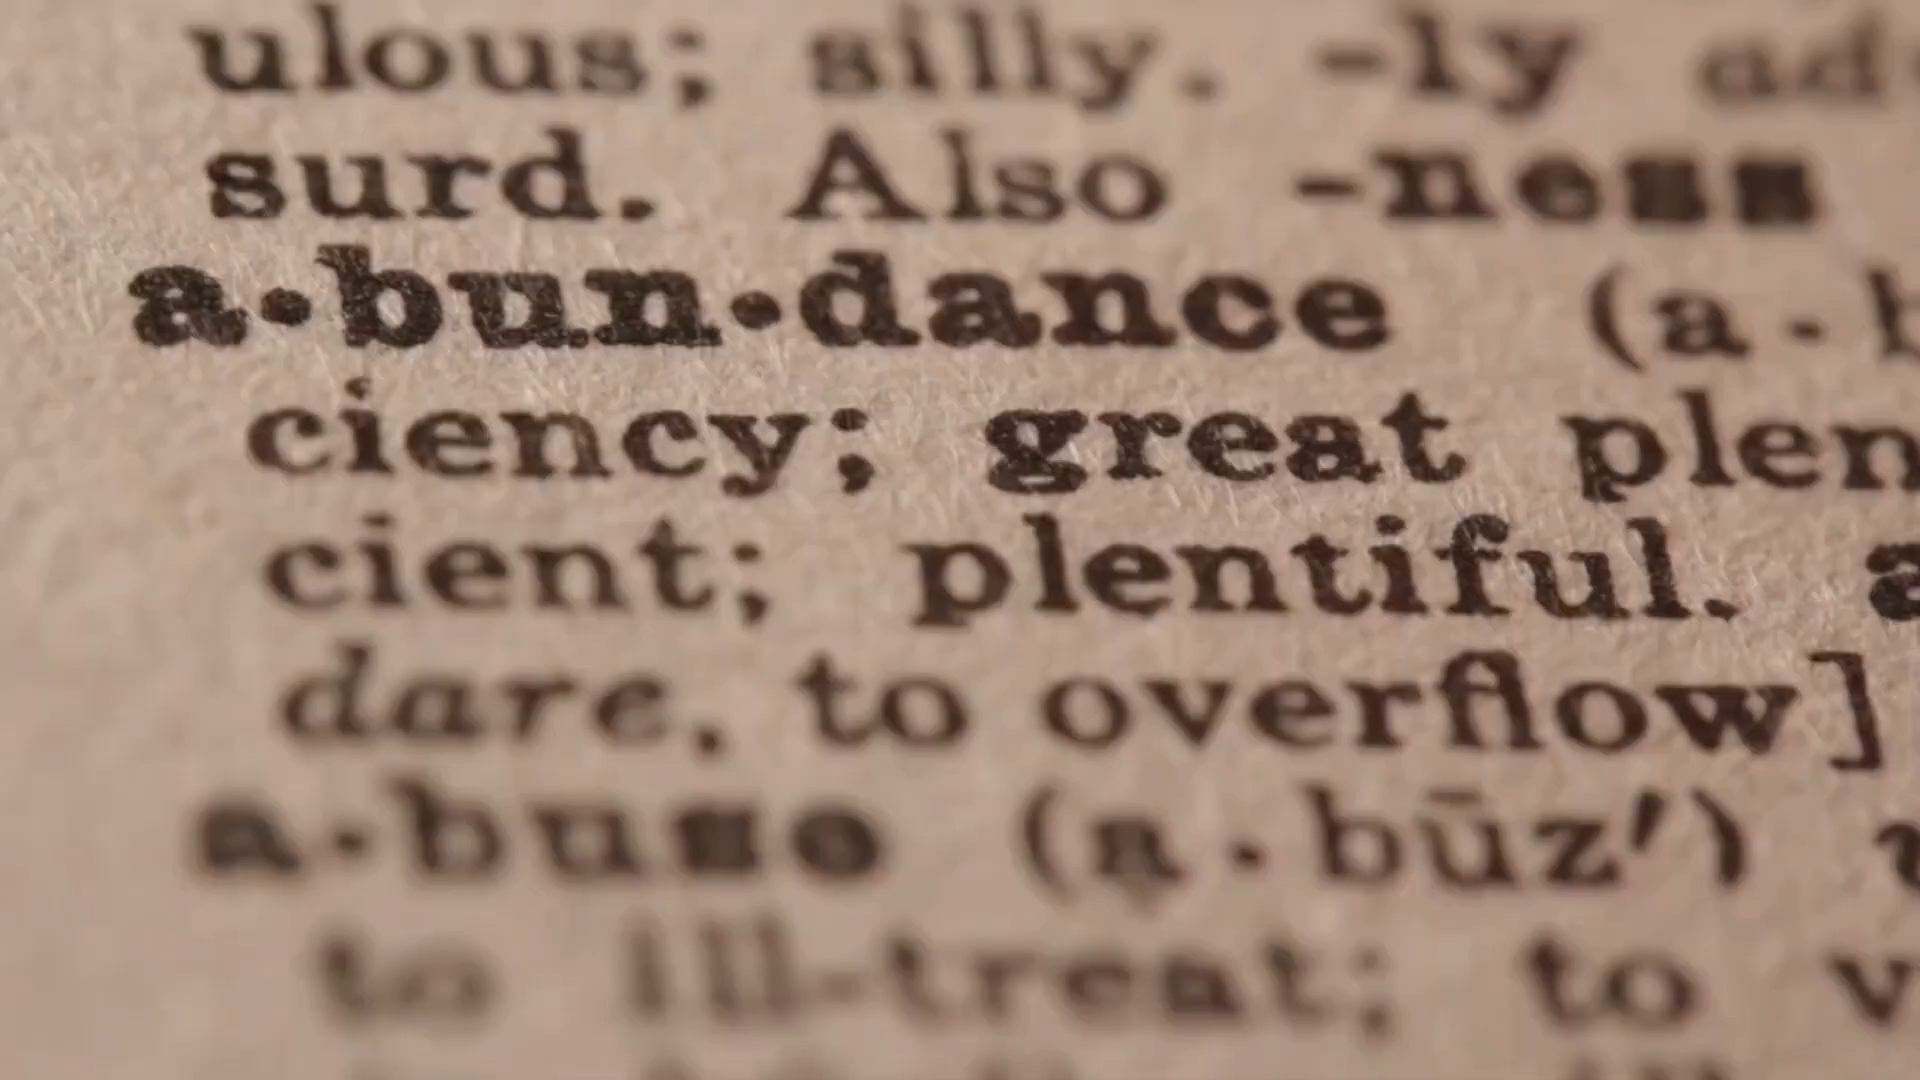 ulous; silly. -ly ad
surd. Also -ness
a·bun·dance (a·b
ciency; great plen
cient; plentiful. a
dare, to overflow]
a·buse (a·būz′) v
to ill-treat; to v